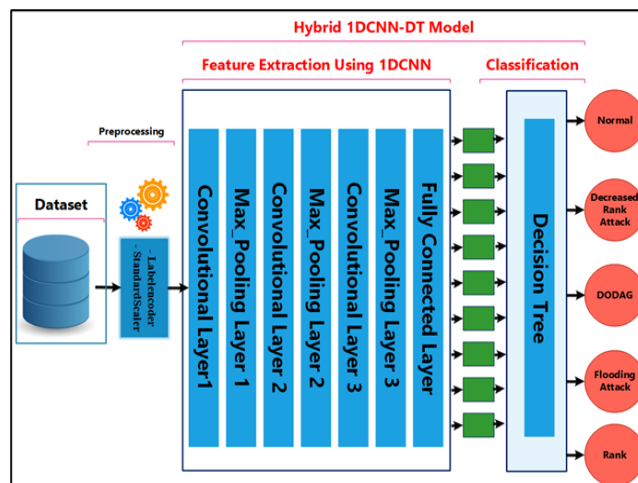 Hybrid 1DCNN-DT Model
Feature Extraction Using 1DCNN
Classification
Preprocessing
Dataset
- Labelencoder
- StandardScaler
Convolutional Layer1
Max_Pooling Layer 1
Convolutional Layer 2
Max_Pooling Layer 2
Convolutional Layer 3
Max_Pooling Layer 3
Fully Connected Layer
Decision Tree
Normal
Decreased
Rank
Attack
DODAG
Flooding
Attack
Rank